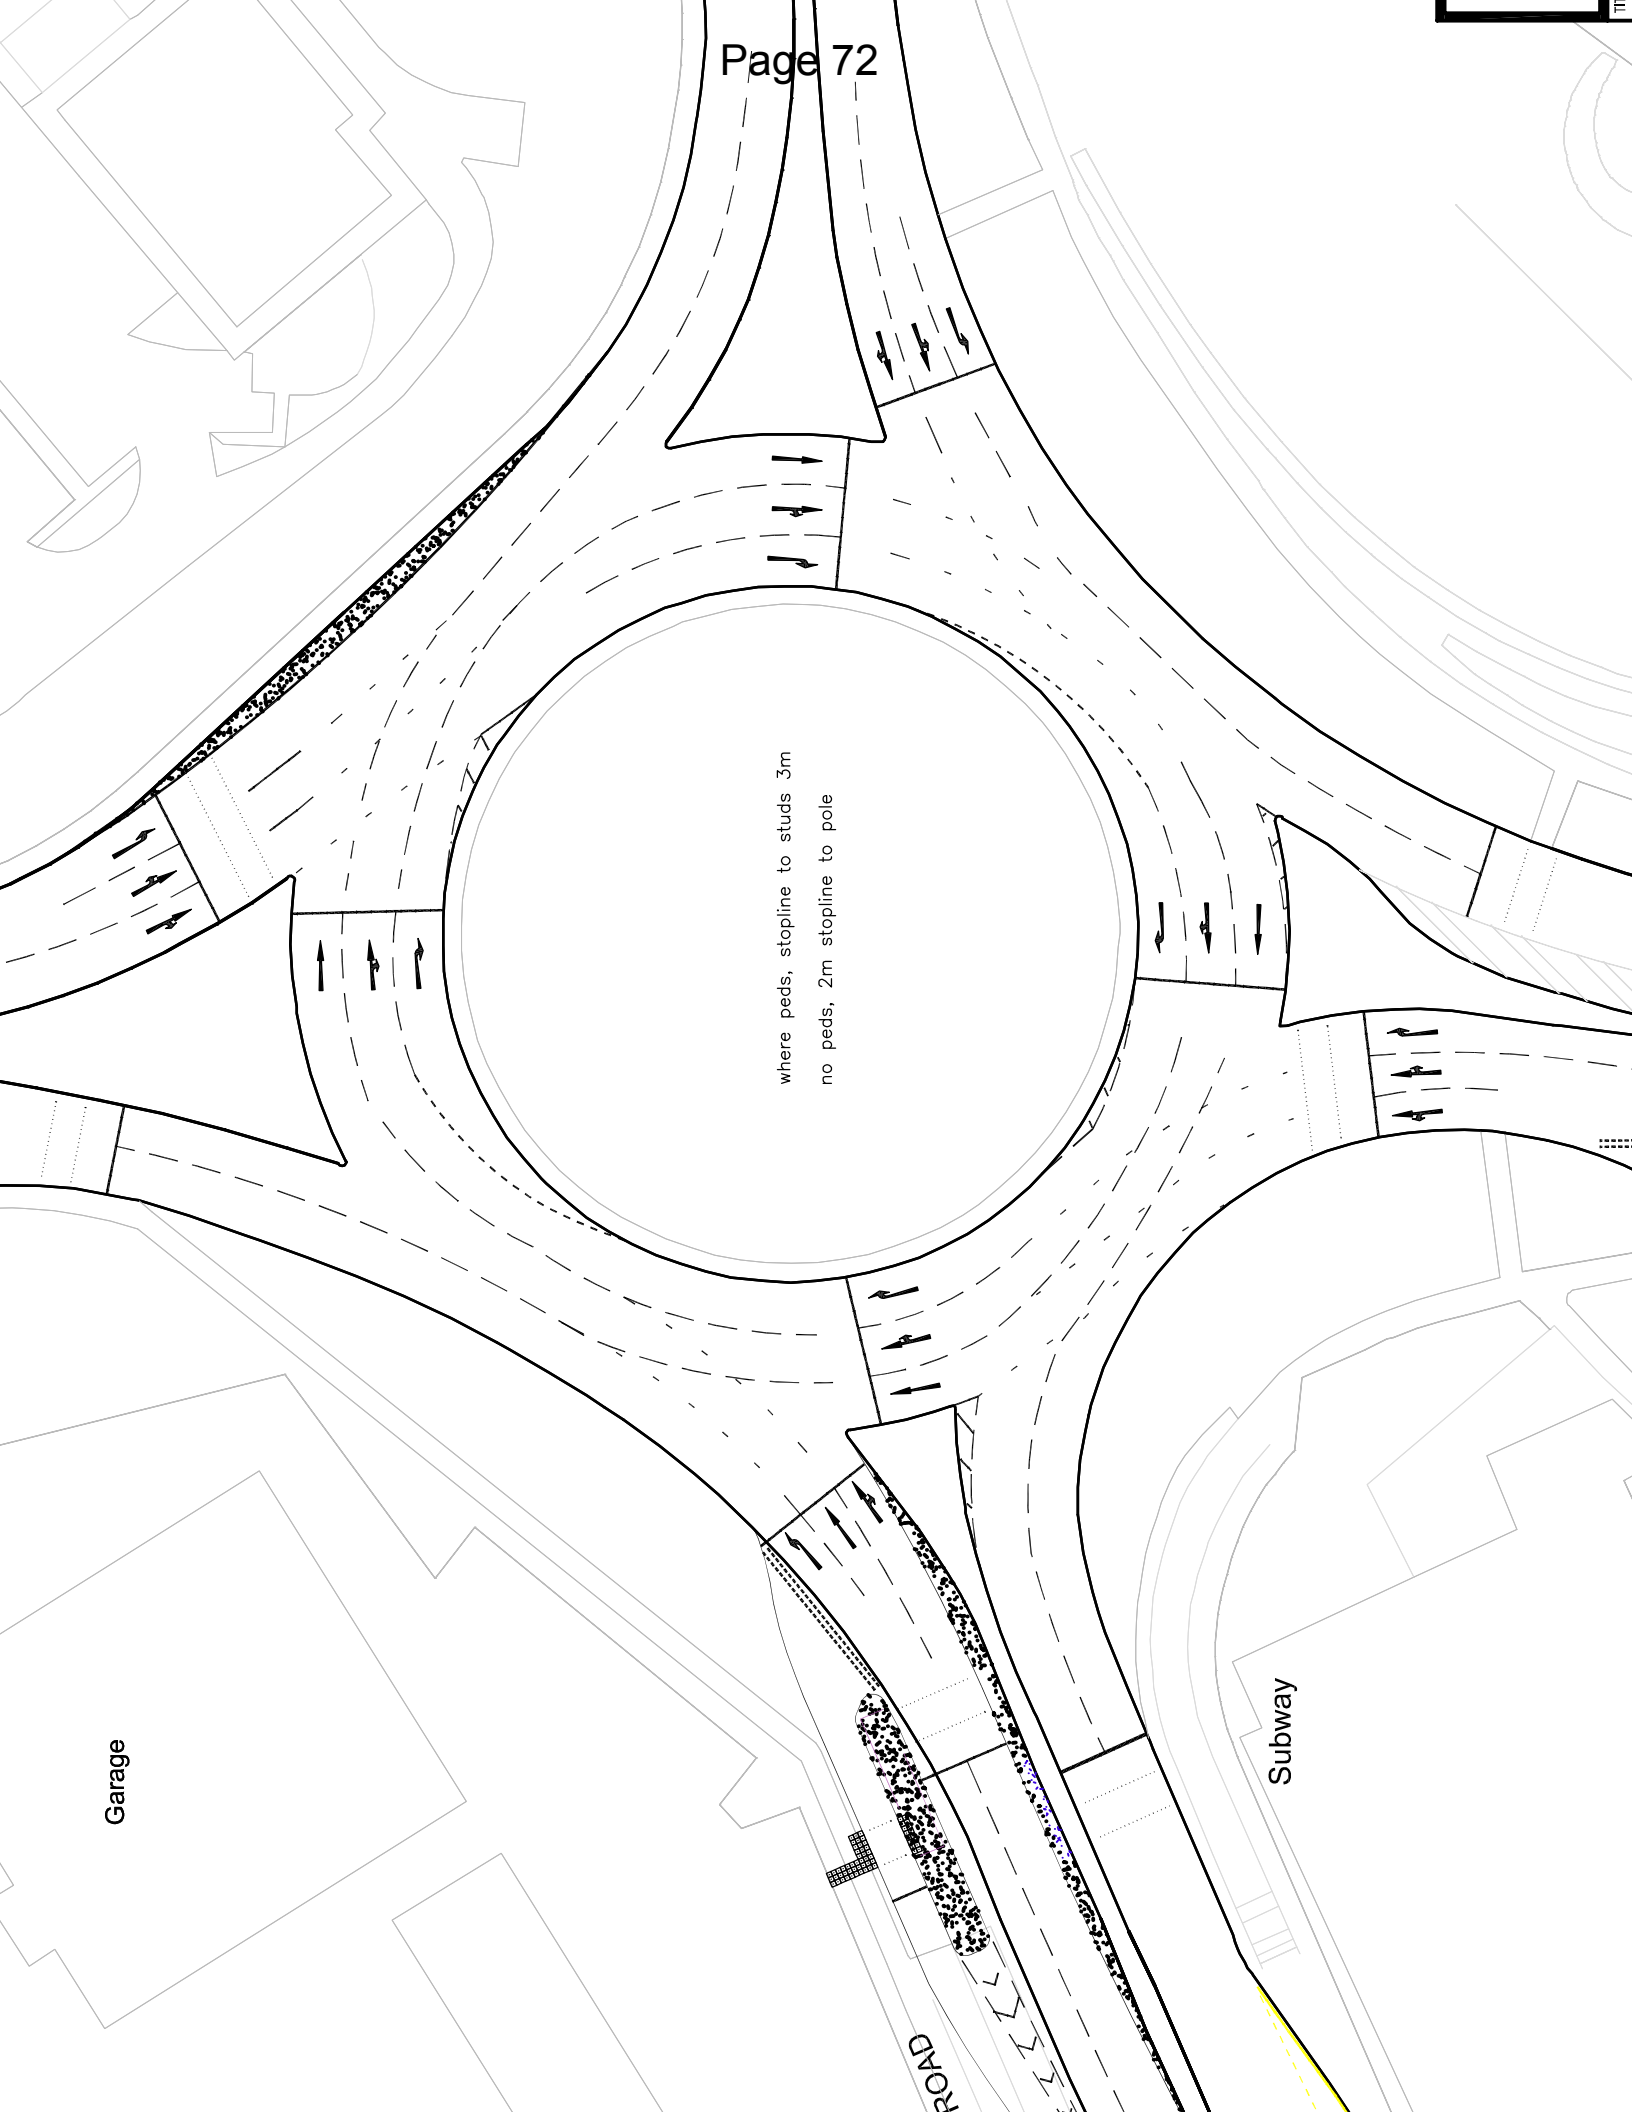 Page 72
where peds, stopline to studs 3m
no peds, 2m stopline to pole
Garage
Subway
ROAD